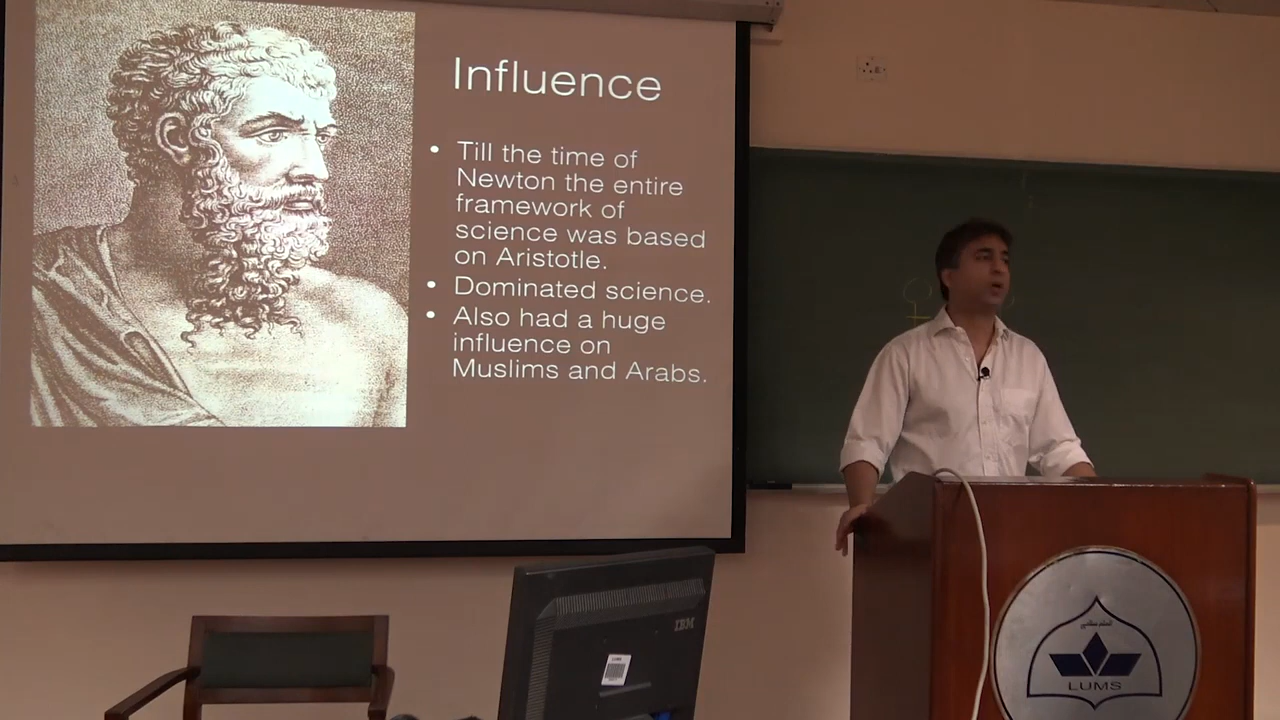 Influence
• Till the time of
Newton the entire
framework of
science was based
on Aristotle.
• Dominated science.
• Also had a huge
influence on
Muslims and Arabs.
IBM
LUMS